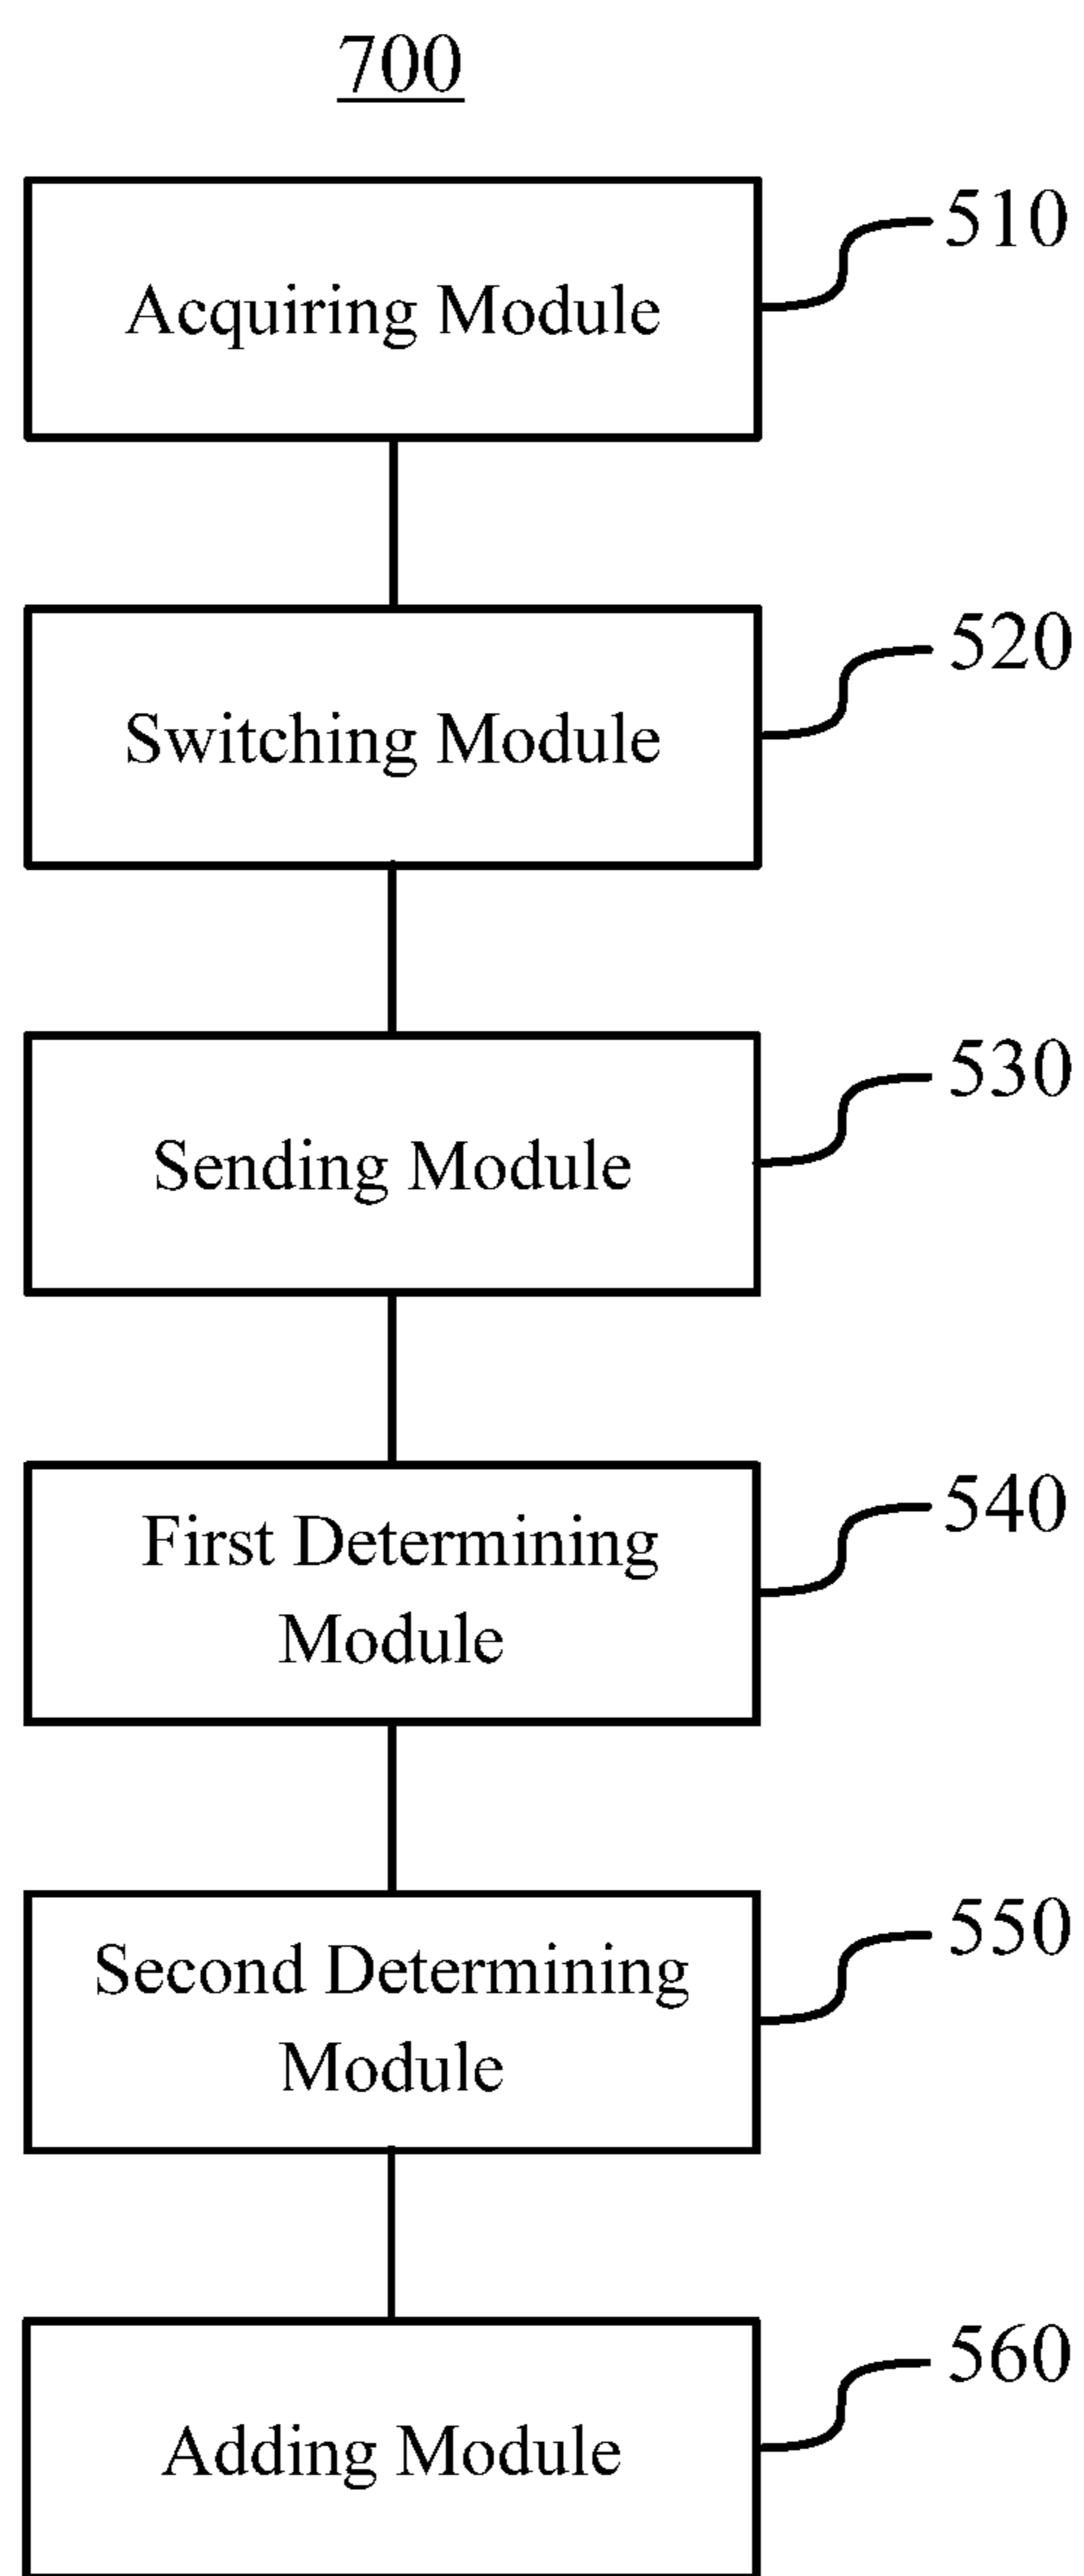 700
Acquiring Module
510
Switching Module
520
Sending Module
530
First Determining
Module
540
Second Determining
Module
550
Adding Module
560